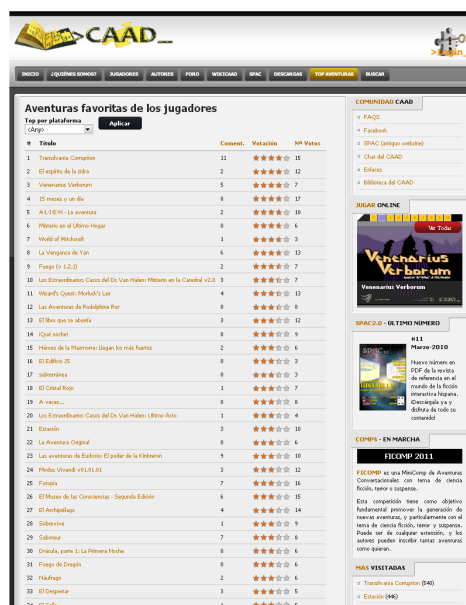 >CAAD_
>Login_
INICIO ¿QUIÉNES SOMOS? JUGADORES AUTORES FORO WIKICAAD SPAC DESCARGAS TOP AVENTURAS BUSCAR
Aventuras favoritas de los jugadores
Top por plataforma
<Any> Aplicar
# Título Coment. Votación Nº Votos
1 Transilvania Corruption 11 15
2 El espíritu de la sidra 2 12
3 Venenarius Verborum 5 7
4 15 meses y un día 8 17
5 A·L·I·E·N - La aventura 2 18
6 Misterio en el Último Hogar 0 6
7 World of Witchcraft 1 3
8 La Venganza de Yan 6 13
9 Fuego (v 1.2.1) 2 7
10 Los Extraordinarios Casos del Dr. Van Halen: Misterio en la Catedral v2.0 3 7
11 Wizard's Quest: Morluck's Lair 4 13
12 Las Aventuras de Rudolphine Rur 0 8
13 El libro que se aburría 3 12
14 ¡Qué noche! 8 9
15 Héroes de la Mazmorra: Llegan los más fuertes 2 6
16 El Edificio 25 0 3
17 subterránea 0 3
18 El Cristal Rojo 1 7
19 A veces... 0 8
20 Los Extraordinarios Casos del Dr. Van Halen: Ultimo Acto 1 4
21 Estación 3 10
22 La Aventura Original 0 6
23 Las aventuras de Eudoxio: El poder de la Kinbreton 9 10
24 Modus Vivendi v01.01.01 3 12
25 Fotopía 7 16
26 El Museo de las Consciencias - Segunda Edición 6 15
27 El Archipiélago 4 14
28 Sobrevive 1 9
29 Saboteur 7 8
30 Drácula, parte 1: La Primera Noche 0 6
31 Fuego de Dragón 0 6
32 Náufrago 2 6
33 El Despertar 3 5
COMUNIDAD CAAD
FAQS
Facebook
SPAC (antiguo webzine)
Chat del CAAD
Enlaces
Biblioteca del CAAD
JUGAR ONLINE
Ver Todas
Venenarius
Verborum
Venenarius Verborum
SPAC2.0 - ÚLTIMO NÚMERO
#11
Marzo-2010
Nuevo número en
PDF de la revista
de referencia en el
mundo de la ficción
interactiva hispana.
¡Descárgala ya y
disfruta de todo su
contenido!
COMPS - EN MARCHA
FICOMP 2011
FICOMP es una MiniComp de Aventuras
Conversacionales con tema de ciencia
ficción, terror o suspense.
Esta competición tiene como objetivo
fundamental promover la generación de
nuevas aventuras, y particularmente con el
tema de ciencia ficción, terror y suspense.
Puede ser de cualquier extensión, y los
autores pueden inscribir tantas aventuras
como quieran.
MÁS VISITADAS
Transilvania Corruption (540)
Estación (446)